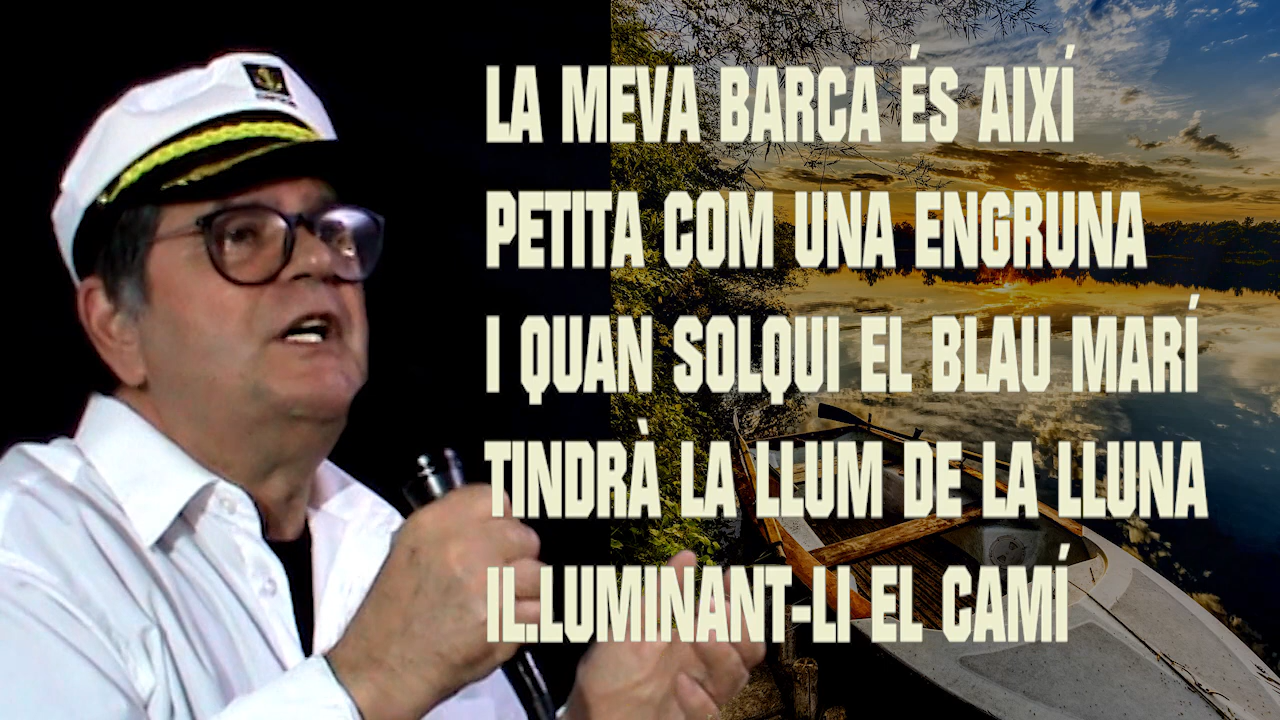 LA MEVA BARCA ÉS AIXÍ
PETITA COM UNA ENGRUNA
I QUAN SOLQUI EL BLAU MARÍ
TINDRÀ LA LLUM DE LA LLUNA
IL.LUMINANT-LI EL CAMÍ